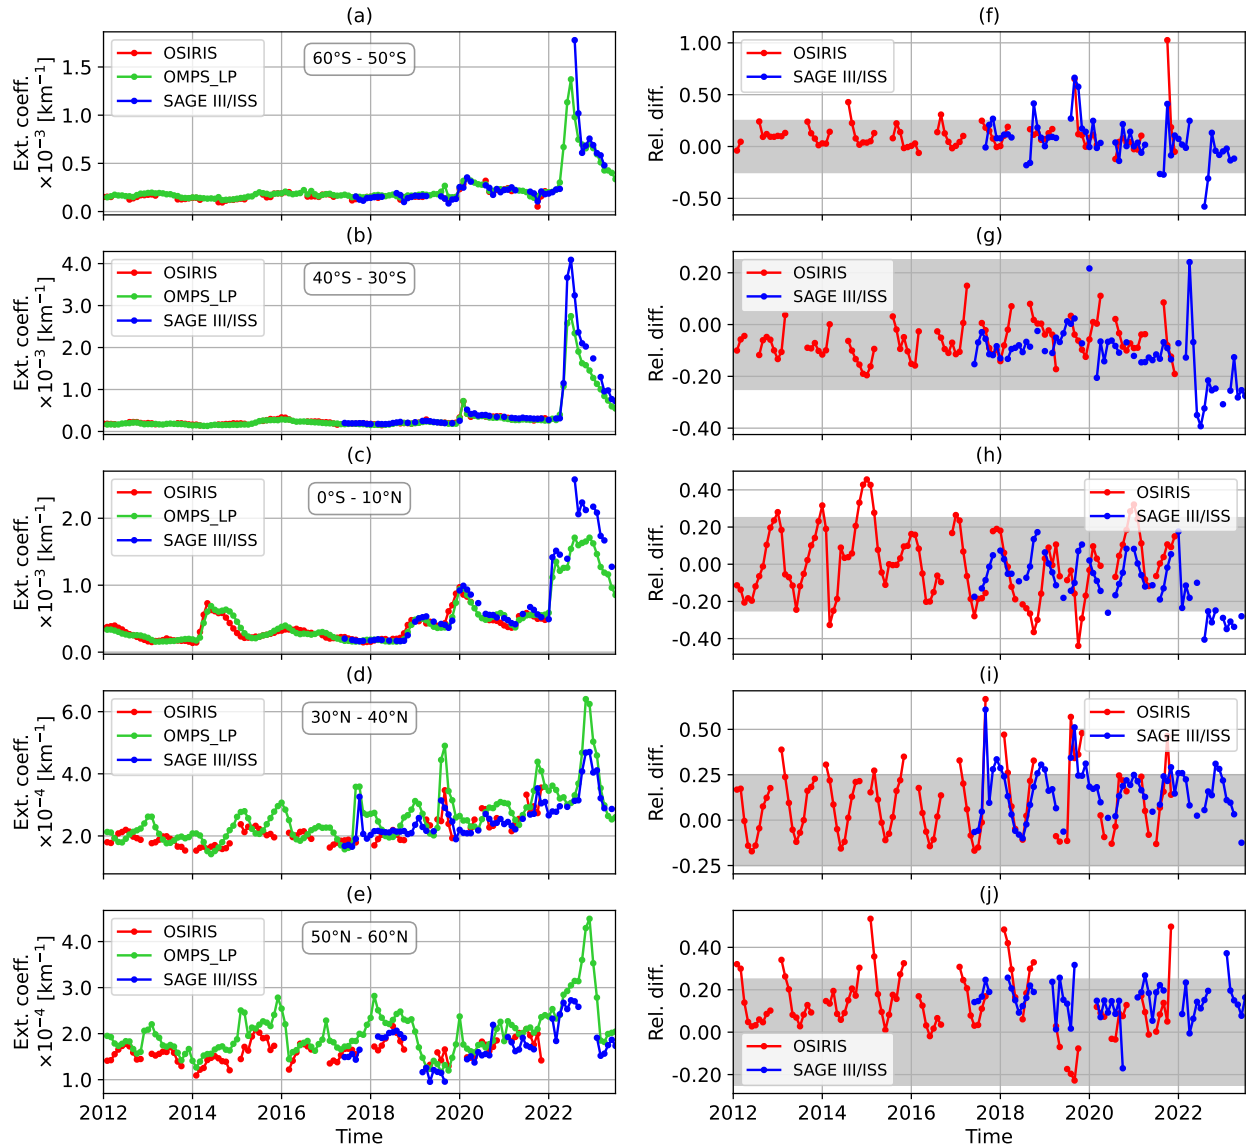 (a)
Ext. coeff.
×10⁻³ [km⁻¹]
1.5
1.0
0.5
0.0
OSIRIS
OMPS_LP
SAGE III/ISS
60°S - 50°S
(f)
Rel. diff.
1.00
0.50
0.00
-0.50
OSIRIS
SAGE III/ISS
(b)
Ext. coeff.
×10⁻³ [km⁻¹]
4.0
3.0
2.0
1.0
0.0
OSIRIS
OMPS_LP
SAGE III/ISS
40°S - 30°S
(g)
Rel. diff.
0.20
0.00
-0.20
-0.40
OSIRIS
SAGE III/ISS
(c)
Ext. coeff.
×10⁻³ [km⁻¹]
2.0
1.0
0.0
OSIRIS
OMPS_LP
SAGE III/ISS
0°S - 10°N
(h)
Rel. diff.
0.40
0.20
0.00
-0.20
-0.40
OSIRIS
SAGE III/ISS
(d)
Ext. coeff.
×10⁻⁴ [km⁻¹]
6.0
4.0
2.0
OSIRIS
OMPS_LP
SAGE III/ISS
30°N - 40°N
(i)
Rel. diff.
0.50
0.25
0.00
-0.25
OSIRIS
SAGE III/ISS
(e)
Ext. coeff.
×10⁻⁴ [km⁻¹]
4.0
3.0
2.0
1.0
OSIRIS
OMPS_LP
SAGE III/ISS
50°N - 60°N
2012 2014 2016 2018 2020 2022
Time
(j)
Rel. diff.
0.40
0.20
0.00
-0.20
OSIRIS
SAGE III/ISS
2012 2014 2016 2018 2020 2022
Time